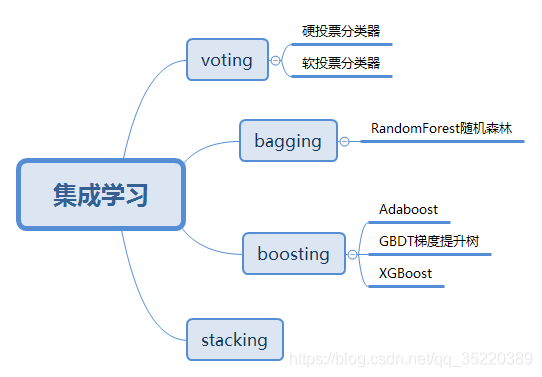 集成学习
voting
硬投票分类器
软投票分类器
bagging
RandomForest随机森林
boosting
Adaboost
GBDT梯度提升树
XGBoost
stacking
https://blog.csdn.net/qq_35220389